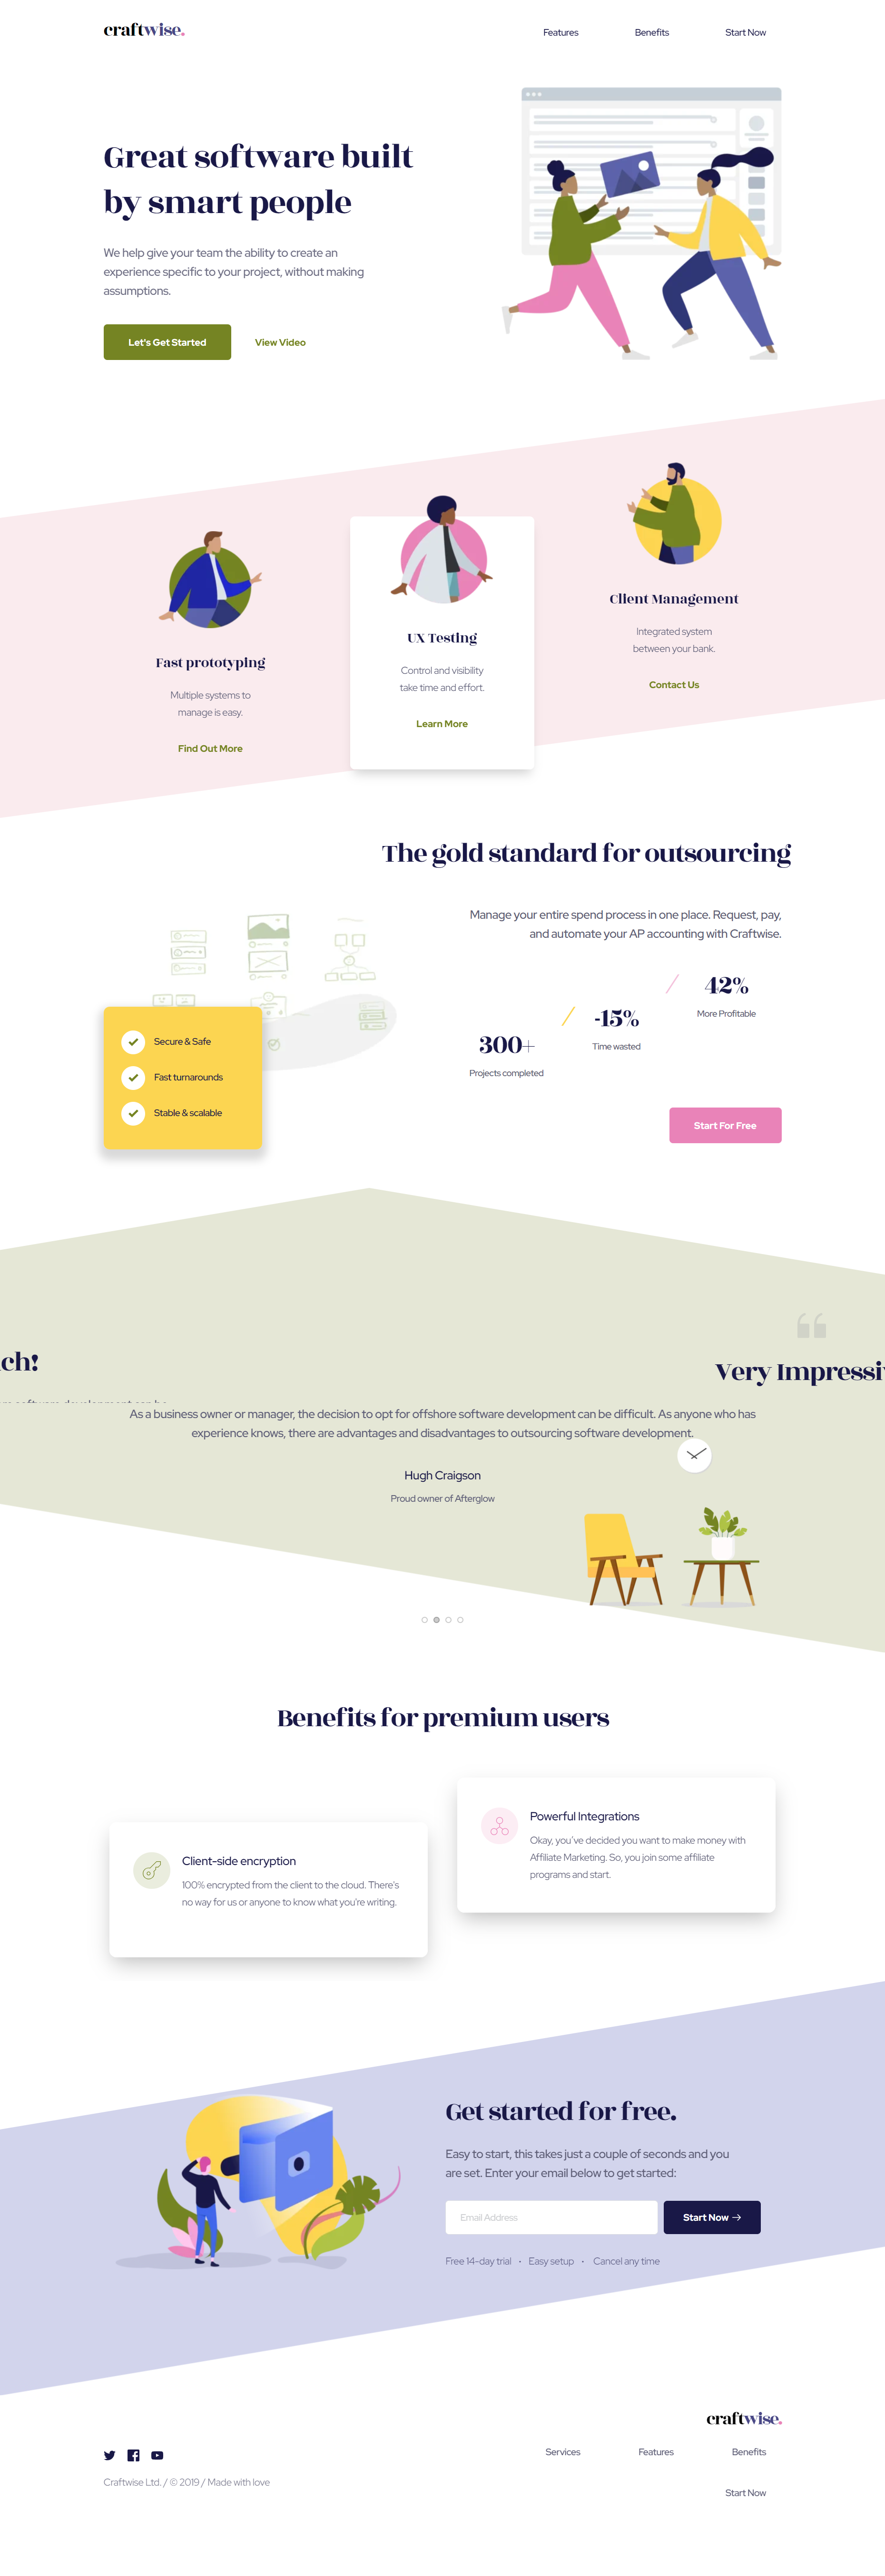 craftwise.
Features
Benefits
Start Now
Great software built
by smart people
We help give your team the ability to create an
experience specific to your project, without making
assumptions.
Let's Get Started
View Video
Fast prototyping
Multiple systems to
manage is easy.
Find Out More
UX Testing
Control and visibility
take time and effort.
Learn More
Client Management
Integrated system
between your bank.
Contact Us
The gold standard for outsourcing
Manage your entire spend process in one place. Request, pay,
and automate your AP accounting with Craftwise.
Secure & Safe
Fast turnarounds
Stable & scalable
300+
Projects completed
-15%
Time wasted
42%
More Profitable
Start For Free
ch!
“
Very Impressiv
As a business owner or manager, the decision to opt for offshore software development can be difficult. As anyone who has
experience knows, there are advantages and disadvantages to outsourcing software development.
Hugh Craigson
Proud owner of Afterglow
Benefits for premium users
Client-side encryption
100% encrypted from the client to the cloud. There's
no way for us or anyone to know what you're writing.
Powerful Integrations
Okay, you've decided you want to make money with
Affiliate Marketing. So, you join some affiliate
programs and start.
Get started for free.
Easy to start, this takes just a couple of seconds and you
are set. Enter your email below to get started:
Email Address
Start Now →
Free 14-day trial • Easy setup • Cancel any time
craftwise.
Services
Features
Benefits
Start Now
Craftwise Ltd. / © 2019 / Made with love